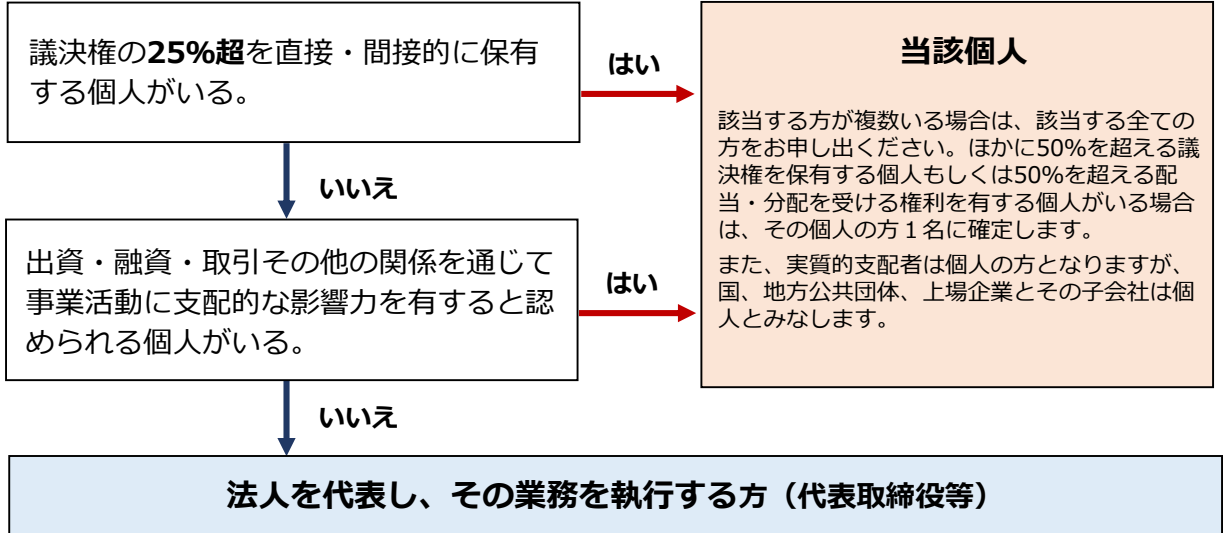 議決権の25%超を直接・間接的に保有
する個人がいる。
はい
当該個人
該当する方が複数いる場合は、該当する全ての
方をお申し出ください。ほかに50%を超える議
決権を保有する個人もしくは50%を超える配
当・分配を受ける権利を有する個人がいる場合
は、その個人の方１名に確定します。
また、実質的支配者は個人の方となりますが、
国、地方公共団体、上場企業とその子会社は個
人とみなします。
いいえ
出資・融資・取引その他の関係を通じて
事業活動に支配的な影響力を有すると認
められる個人がいる。
はい
いいえ
法人を代表し、その業務を執行する方（代表取締役等）